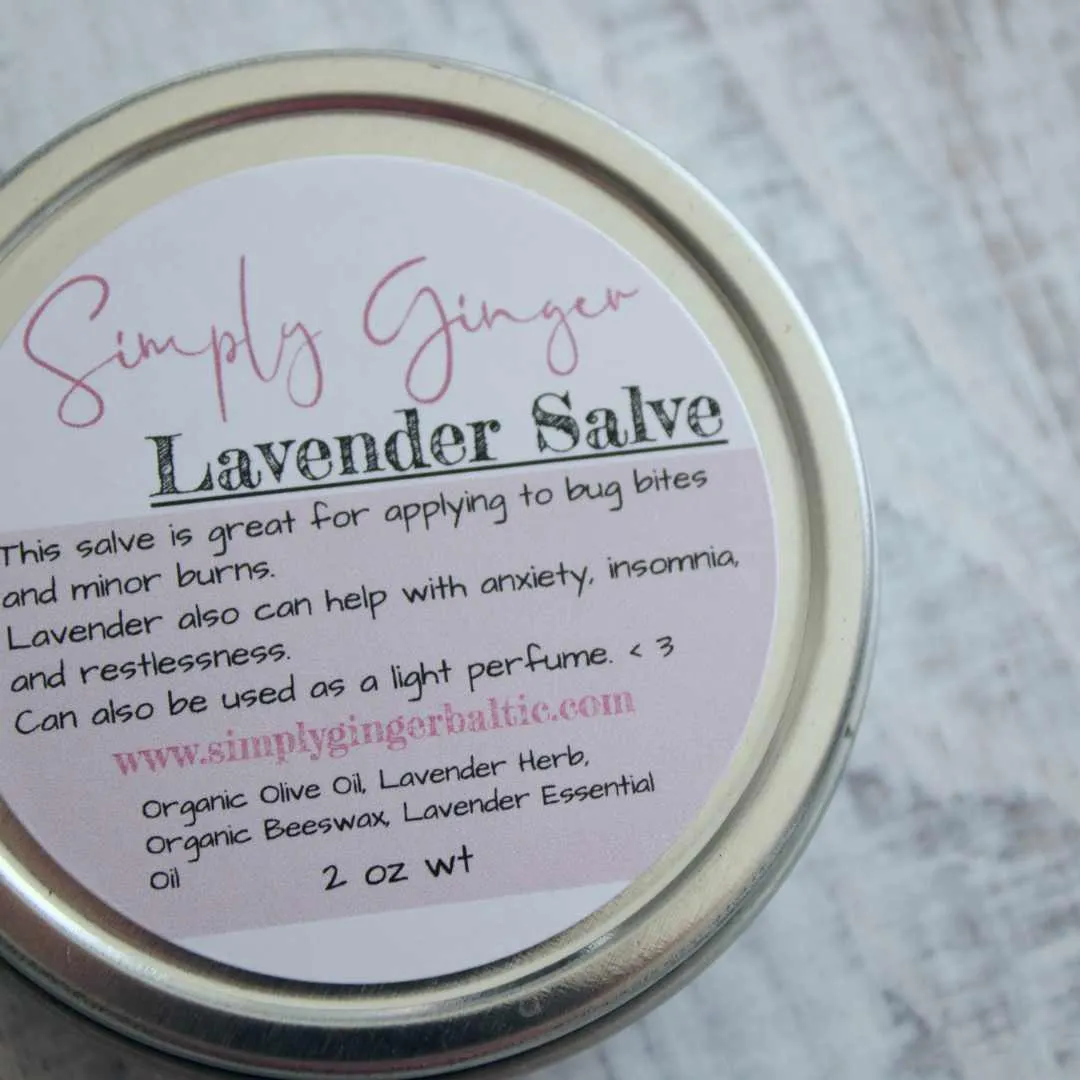 Simply Ginger
Lavender Salve
This salve is great for applying to bug bites
and minor burns.
Lavender also can help with anxiety, insomnia,
and restlessness.
Can also be used as a light perfume. < 3
www.simplygingerbaltic.com
Organic Olive Oil, Lavender Herb,
Organic Beeswax, Lavender Essential
Oil
2 oz wt